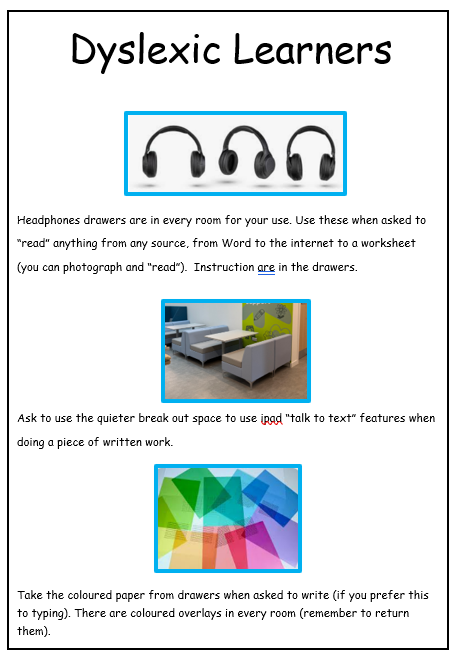 Dyslexic Learners
Headphones drawers are in every room for your use. Use these when asked to
“read” anything from any source, from Word to the internet to a worksheet
(you can photograph and “read”).  Instruction are in the drawers.
Ask to use the quieter break out space to use ipad “talk to text” features when
doing a piece of written work.
Take the coloured paper from drawers when asked to write (if you prefer this
to typing). There are coloured overlays in every room (remember to return
them).